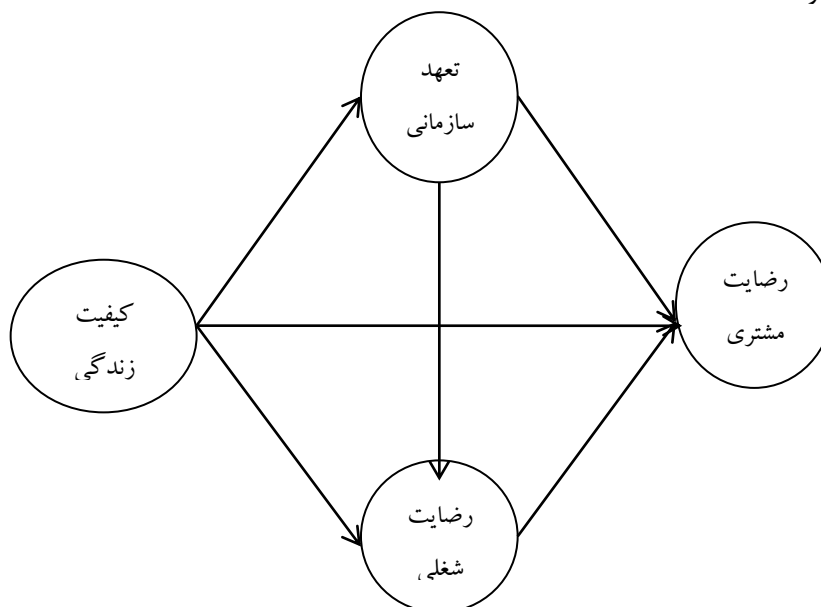 تعهد
سازمانی
رضایت
مشتری
کیفیت
زندگی
رضایت
شغلی